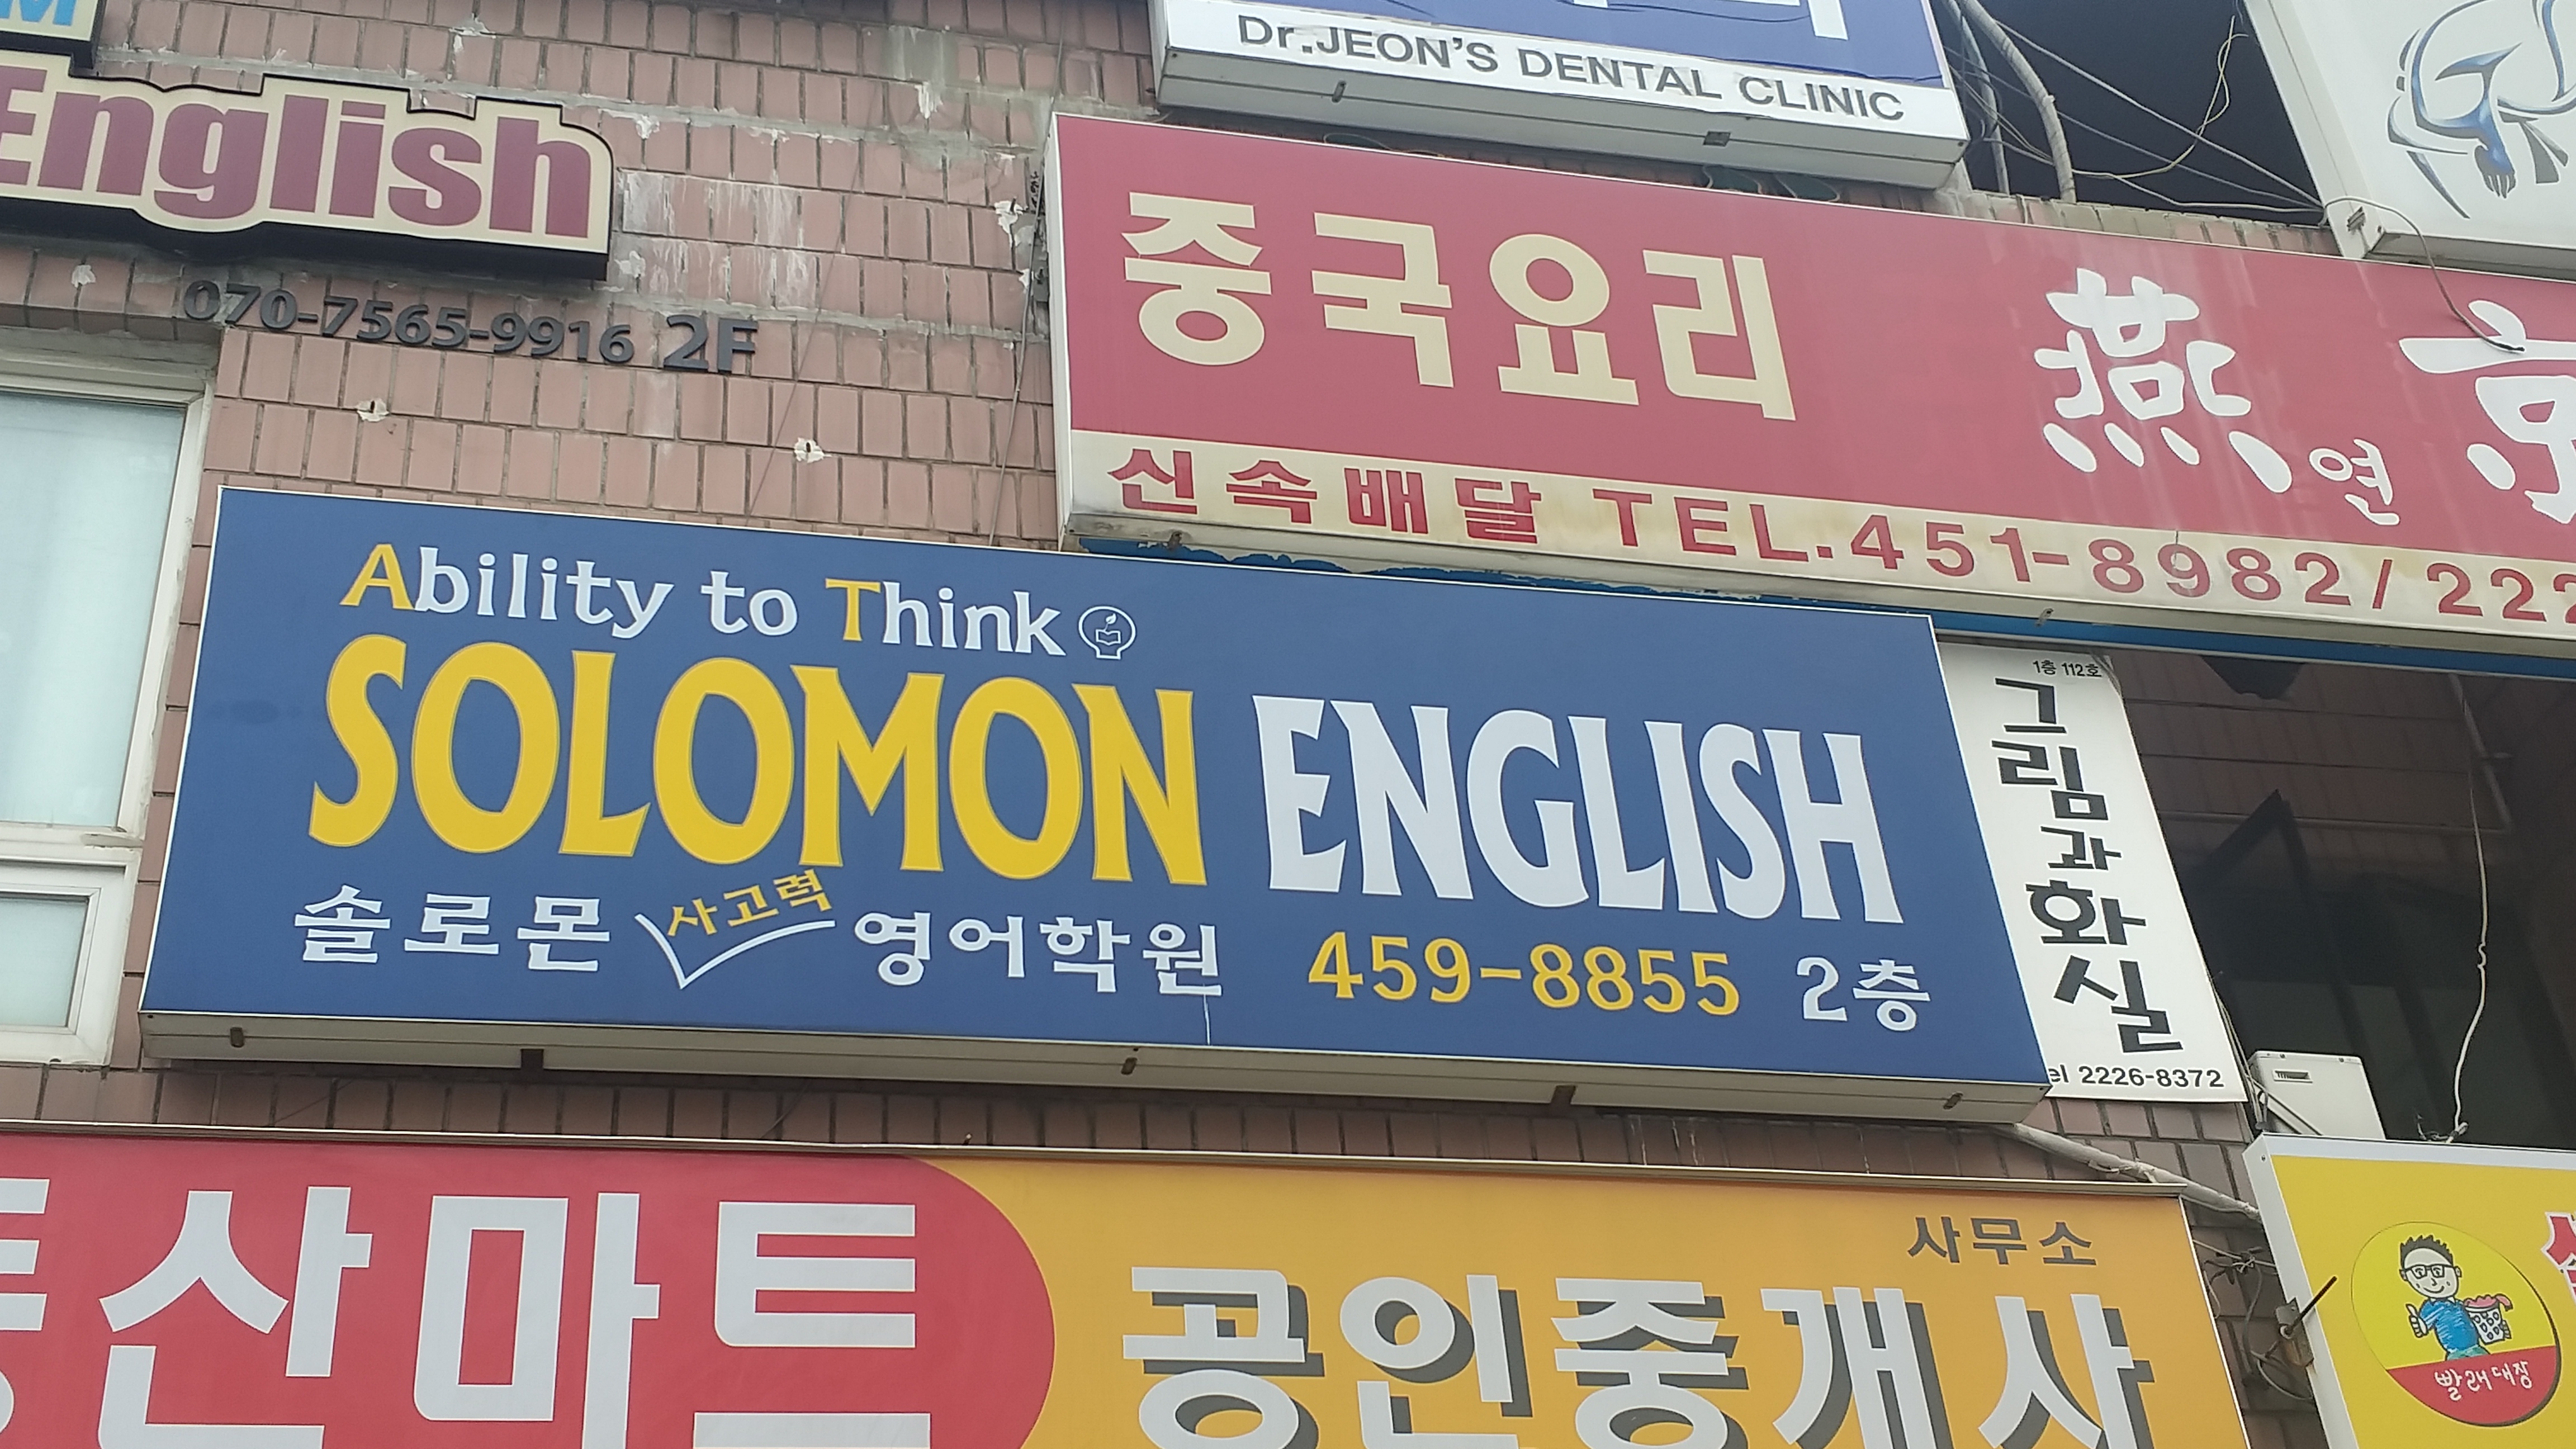 Dr.JEON'S DENTAL CLINIC
English
070-7565-9916 2F
중국요리 燕연 京
신속배달 TEL.451-8982/222
Ability to Think
SOLOMON ENGLISH
솔로몬 사고력 영어학원 459-8855 2층
1층 112호
그림과화실
el 2226-8372
산마트
사무소
공인중개사
빨래대장